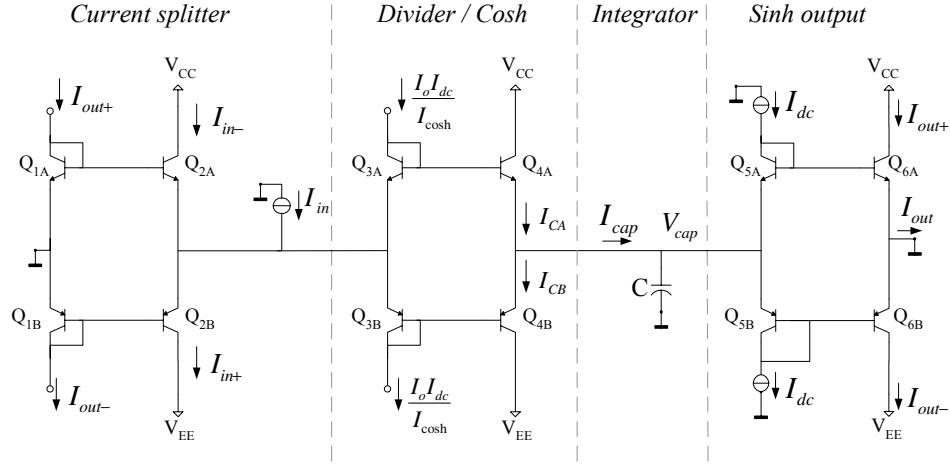 Current splitter
Divider / Cosh
Integrator
Sinh output
V_CC
V_CC
V_CC
I_out+
I_in−
I_o I_dc
I_cosh
I_dc
I_out+
Q_1A
Q_2A
Q_3A
Q_4A
Q_5A
Q_6A
I_in
I_CA
I_cap
V_cap
I_out
I_CB
C
Q_1B
Q_2B
Q_3B
Q_4B
Q_5B
Q_6B
I_out−
I_in+
I_o I_dc
I_cosh
I_dc
I_out−
V_EE
V_EE
V_EE